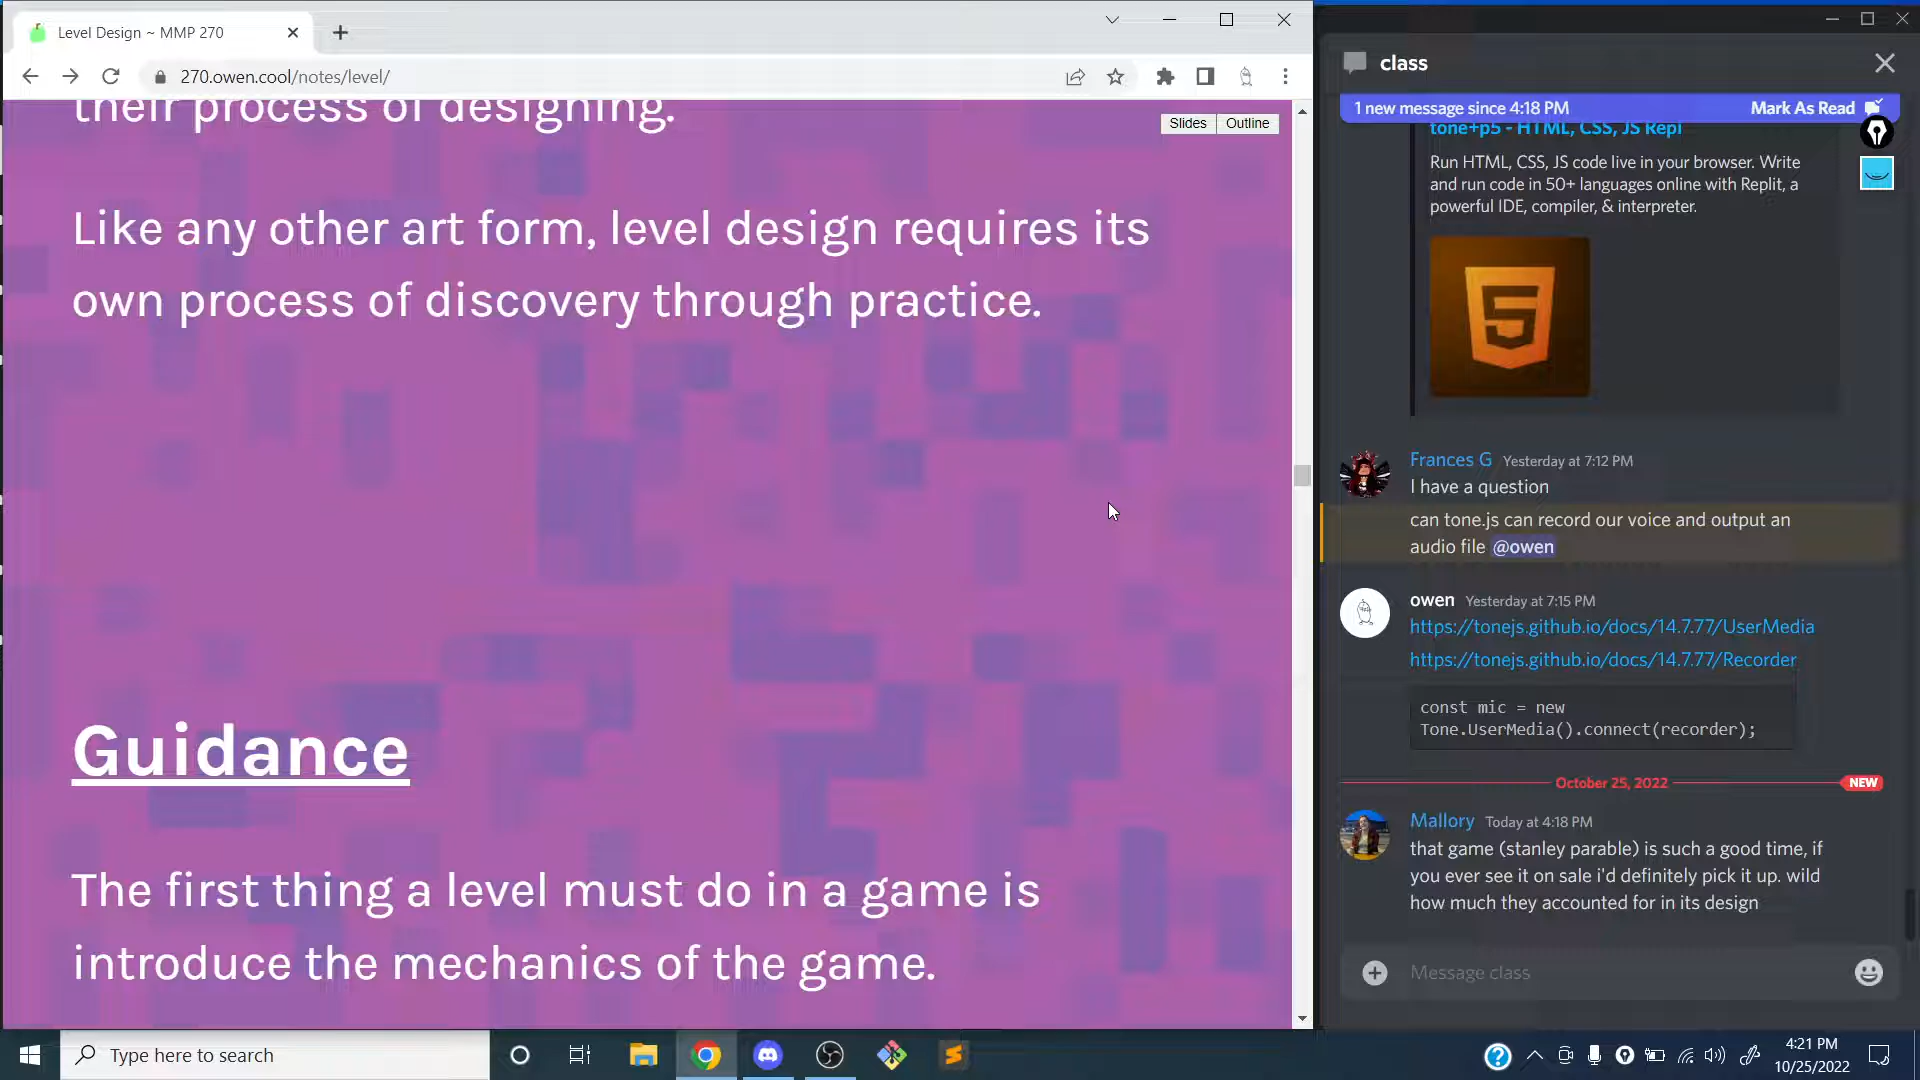 Level Design ~ MMP 270
270.owen.cool/notes/level/
their process of designing.
Slides
Outline
Like any other art form, level design requires its
own process of discovery through practice.
Guidance
The first thing a level must do in a game is
introduce the mechanics of the game.
class
1 new message since 4:18 PM
Mark As Read
tone+p5 - HTML, CSS, JS Repl
Run HTML, CSS, JS code live in your browser. Write
and run code in 50+ languages online with Replit, a
powerful IDE, compiler, & interpreter.
5
Frances G Yesterday at 7:12 PM
I have a question
can tone.js can record our voice and output an
audio file @owen
owen Yesterday at 7:15 PM
https://tonejs.github.io/docs/14.7.77/UserMedia
https://tonejs.github.io/docs/14.7.77/Recorder
const mic = new
Tone.UserMedia().connect(recorder);
October 25, 2022
NEW
Mallory Today at 4:18 PM
that game (stanley parable) is such a good time, if
you ever see it on sale i'd definitely pick it up. wild
how much they accounted for in its design
Message class
Type here to search
4:21 PM
10/25/2022